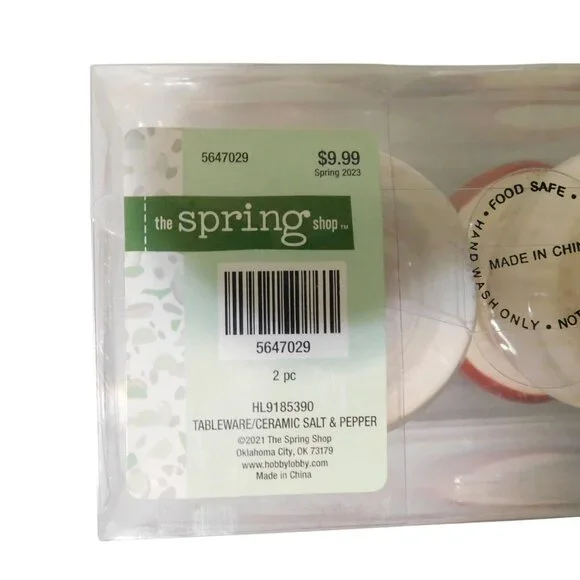 5647029
$9.99
Spring 2023
the spring shop™
5647029
2 pc
HL9185390
TABLEWARE/CERAMIC SALT & PEPPER
©2021 The Spring Shop
Oklahoma City, OK 73179
www.hobbylobby.com
Made in China
• FOOD SAFE •
MADE IN CHIN
HAND WASH ONLY • NOT